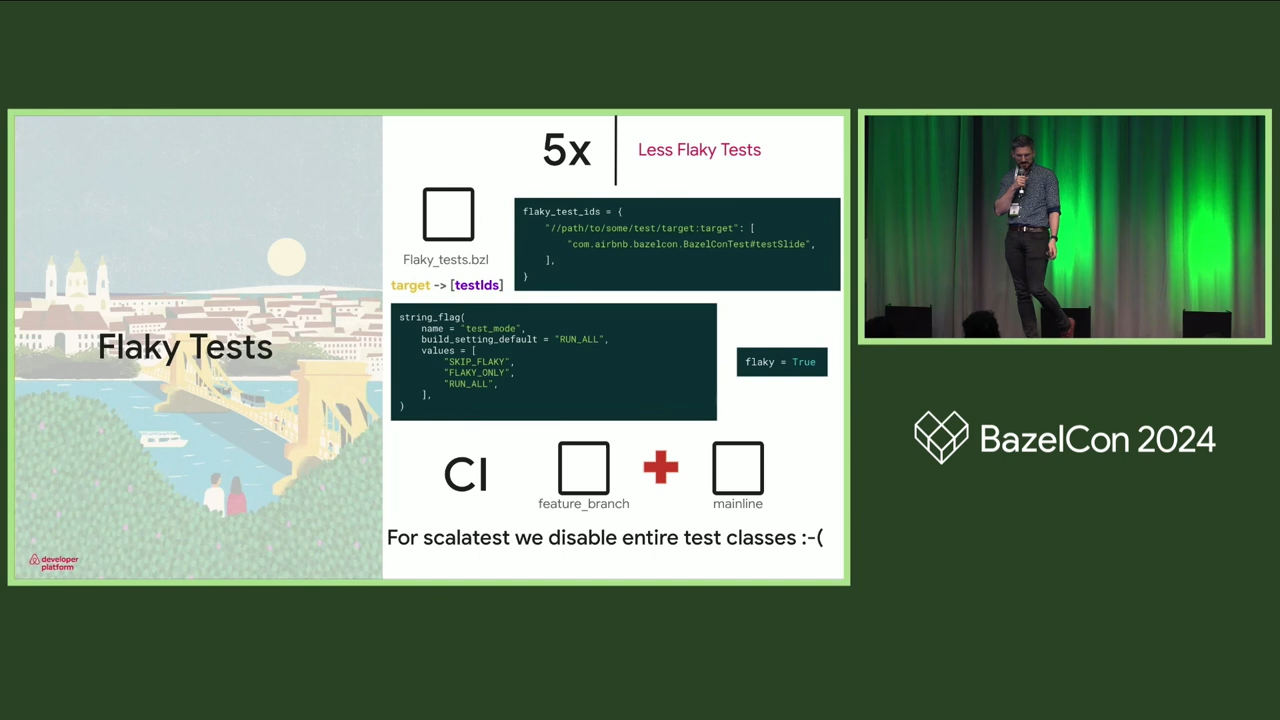 Flaky Tests
developer
platform
5x
Less Flaky Tests
Flaky_tests.bzl
target -> [testIds]
flaky_test_ids = {
"//path/to/some/test/target:target": [
"com.airbnb.bazelcon.BazelConTest#testSlide",
],
}
string_flag(
name = "test_mode",
build_setting_default = "RUN_ALL",
values = [
"SKIP_FLAKY",
"FLAKY_ONLY",
"RUN_ALL",
],
)
flaky = True
CI
feature_branch
mainline
For scalatest we disable entire test classes :-(
BazelCon 2024